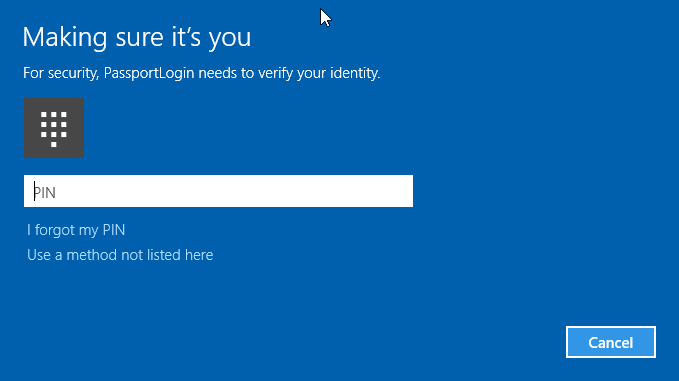 Making sure it’s you
For security, PassportLogin needs to verify your identity.
PIN
I forgot my PIN
Use a method not listed here
Cancel